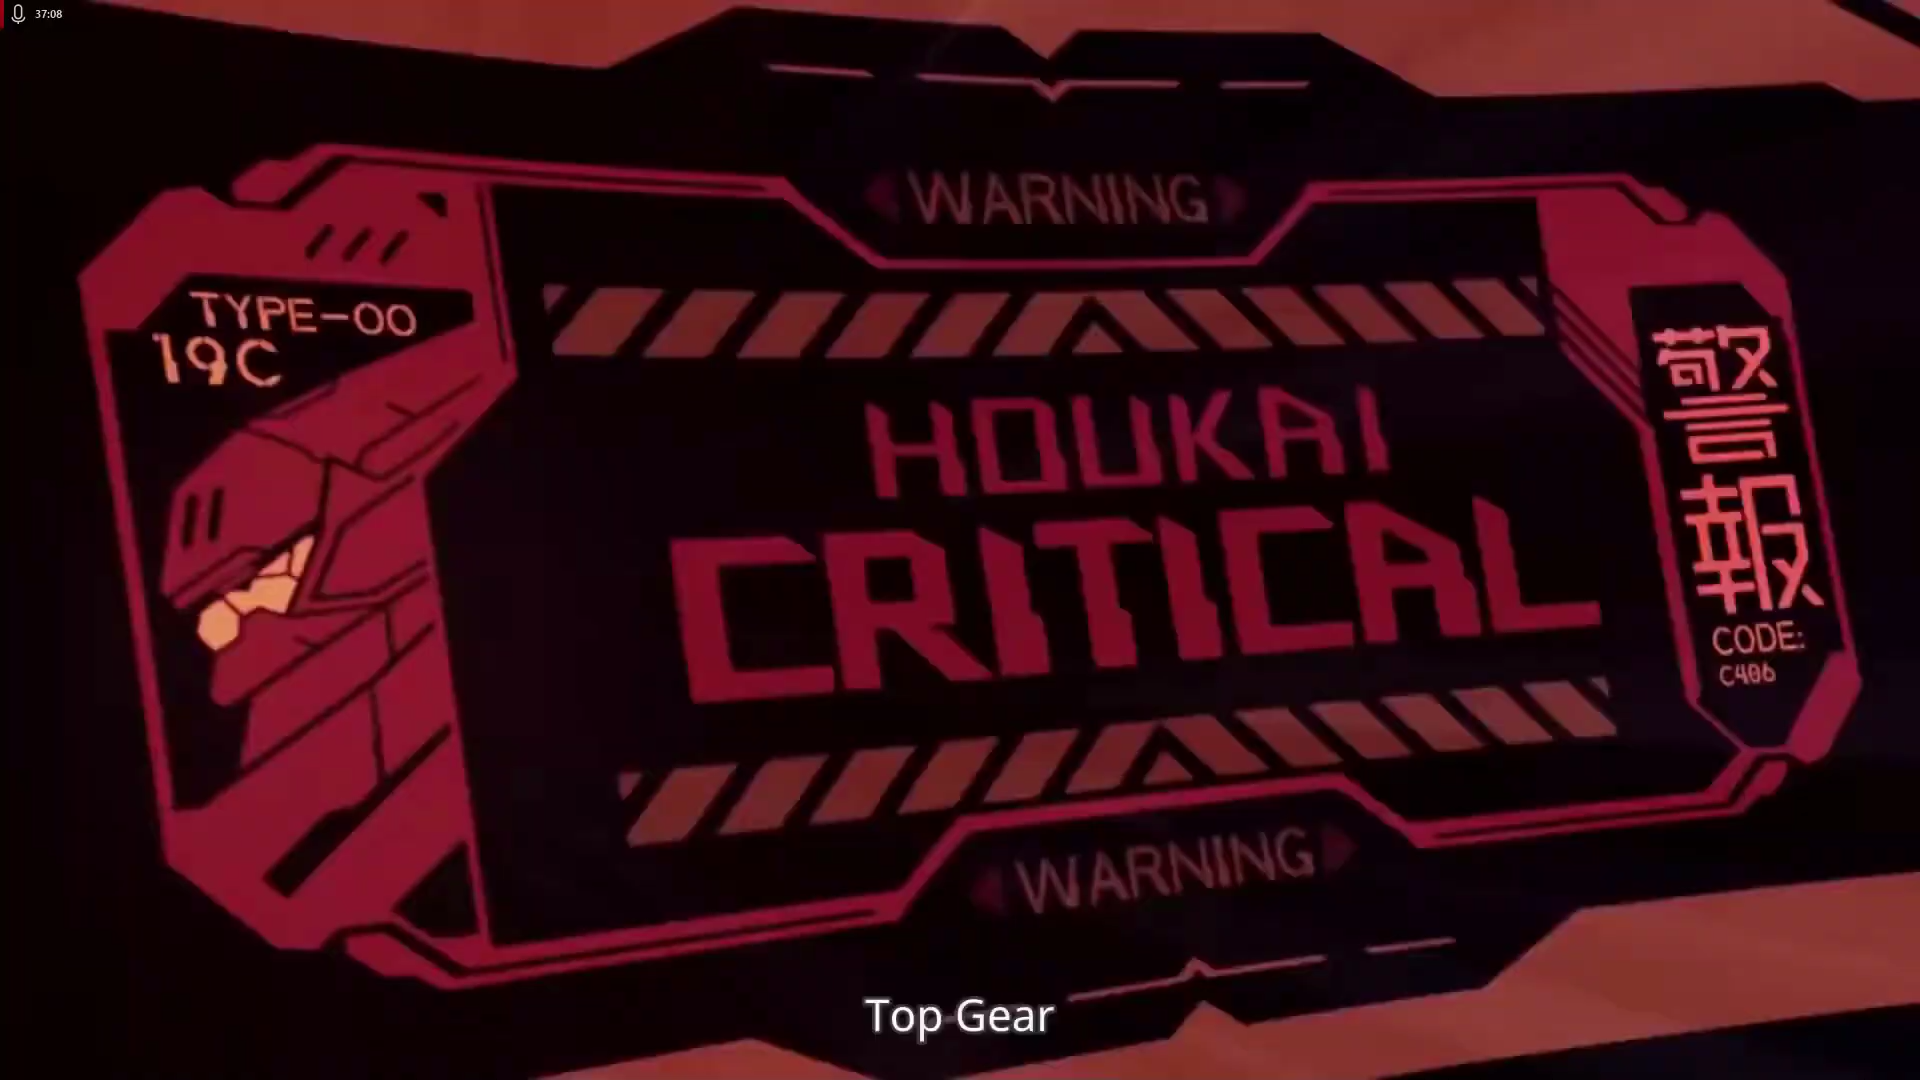 37:08
WARNING
TYPE-00
19C
HOUKAI
CRITICAL
警報
CODE:
C406
WARNING
Top Gear